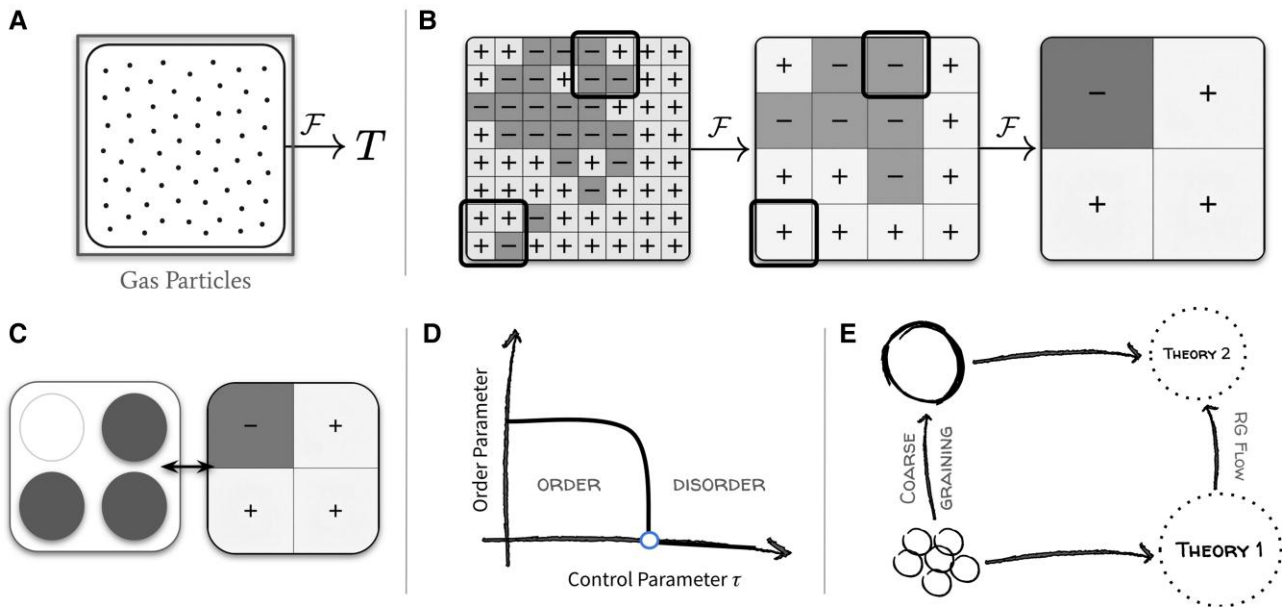 A
F
T
Gas Particles
B
+ + − − − + + +
+ − − + − − + +
− − − − − + + +
+ − − − − − + +
+ + + − + − + +
+ + + + − + + +
+ + − + + + + +
+ − + + + + + +
F
+ − − +
− − − +
+ + − +
+ + + +
F
− +
+ +
C
− +
+ +
D
Order Parameter
ORDER
DISORDER
Control Parameter τ
E
THEORY 2
COARSE
GRAINING
RG FLOW
THEORY 1